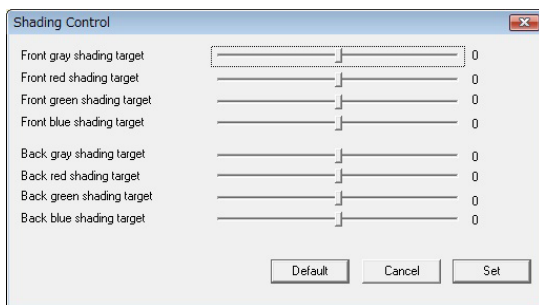 Shading Control
Front gray shading target 0
Front red shading target 0
Front green shading target 0
Front blue shading target 0
Back gray shading target 0
Back red shading target 0
Back green shading target 0
Back blue shading target 0
Default Cancel Set